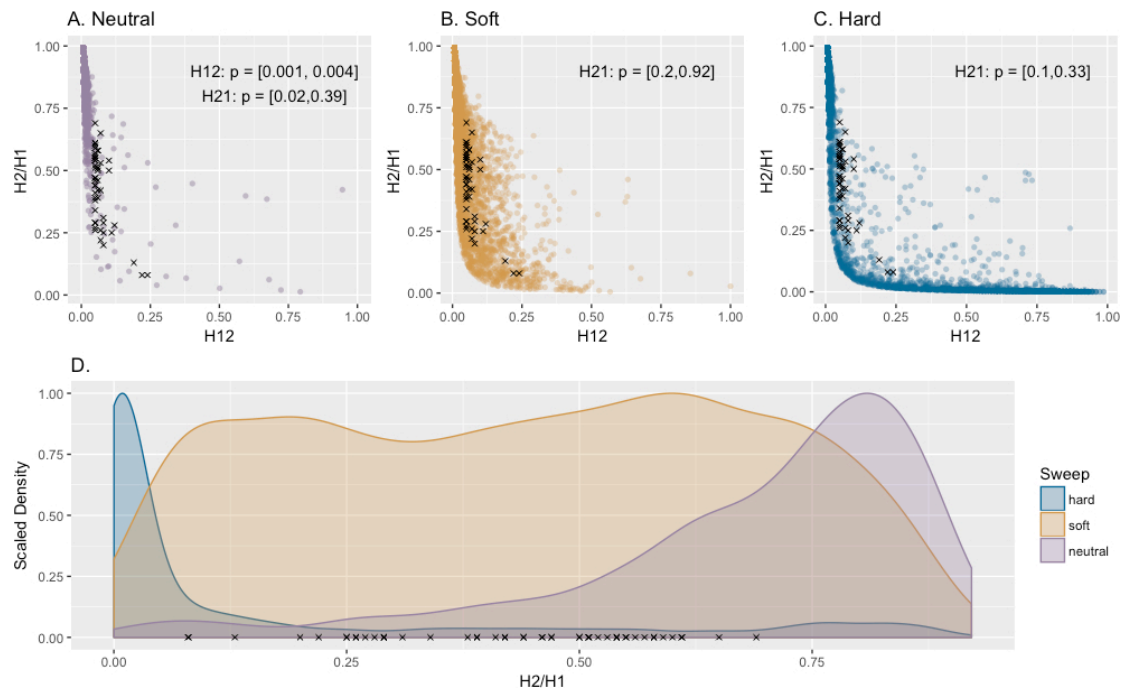 A. Neutral
B. Soft
C. Hard
H12: p = [0.001, 0.004]
H21: p = [0.02,0.39]
H21: p = [0.2,0.92]
H21: p = [0.1,0.33]
H2/H1
1.00
0.75
0.50
0.25
0.00
0.00 0.25 0.50 0.75 1.00
H12
H2/H1
1.00
0.75
0.50
0.25
0.00
0.00 0.25 0.50 0.75 1.00
H12
H2/H1
1.00
0.75
0.50
0.25
0.00
0.00 0.25 0.50 0.75 1.00
H12
D.
Scaled Density
1.00
0.75
0.50
0.25
0.00
0.00 0.25 0.50 0.75
H2/H1
Sweep
hard
soft
neutral